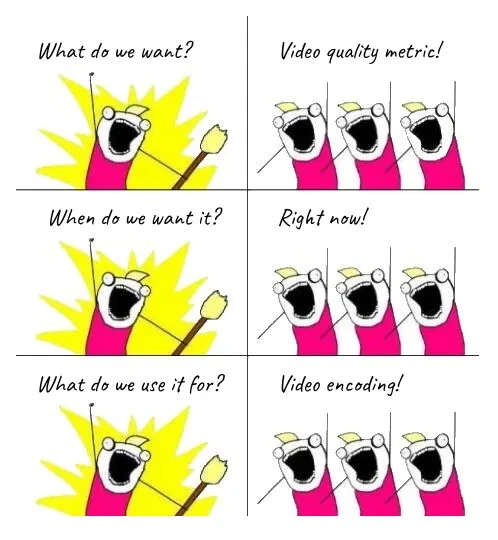 What do we want?
Video quality metric!
When do we want it?
Right now!
What do we use it for?
Video encoding!